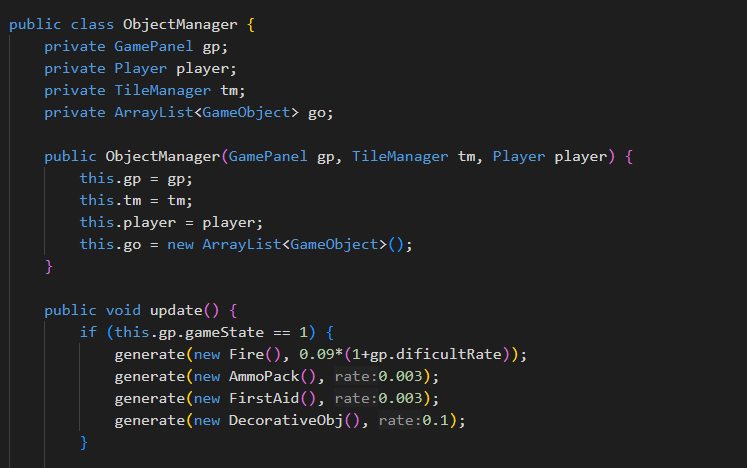 public class ObjectManager {
    private GamePanel gp;
    private Player player;
    private TileManager tm;
    private ArrayList<GameObject> go;

    public ObjectManager(GamePanel gp, TileManager tm, Player player) {
        this.gp = gp;
        this.tm = tm;
        this.player = player;
        this.go = new ArrayList<GameObject>();
    }

    public void update() {
        if (this.gp.gameState == 1) {
            generate(new Fire(), 0.09*(1+gp.dificultRate));
            generate(new AmmoPack(), rate:0.003);
            generate(new FirstAid(), rate:0.003);
            generate(new DecorativeObj(), rate:0.1);
        }